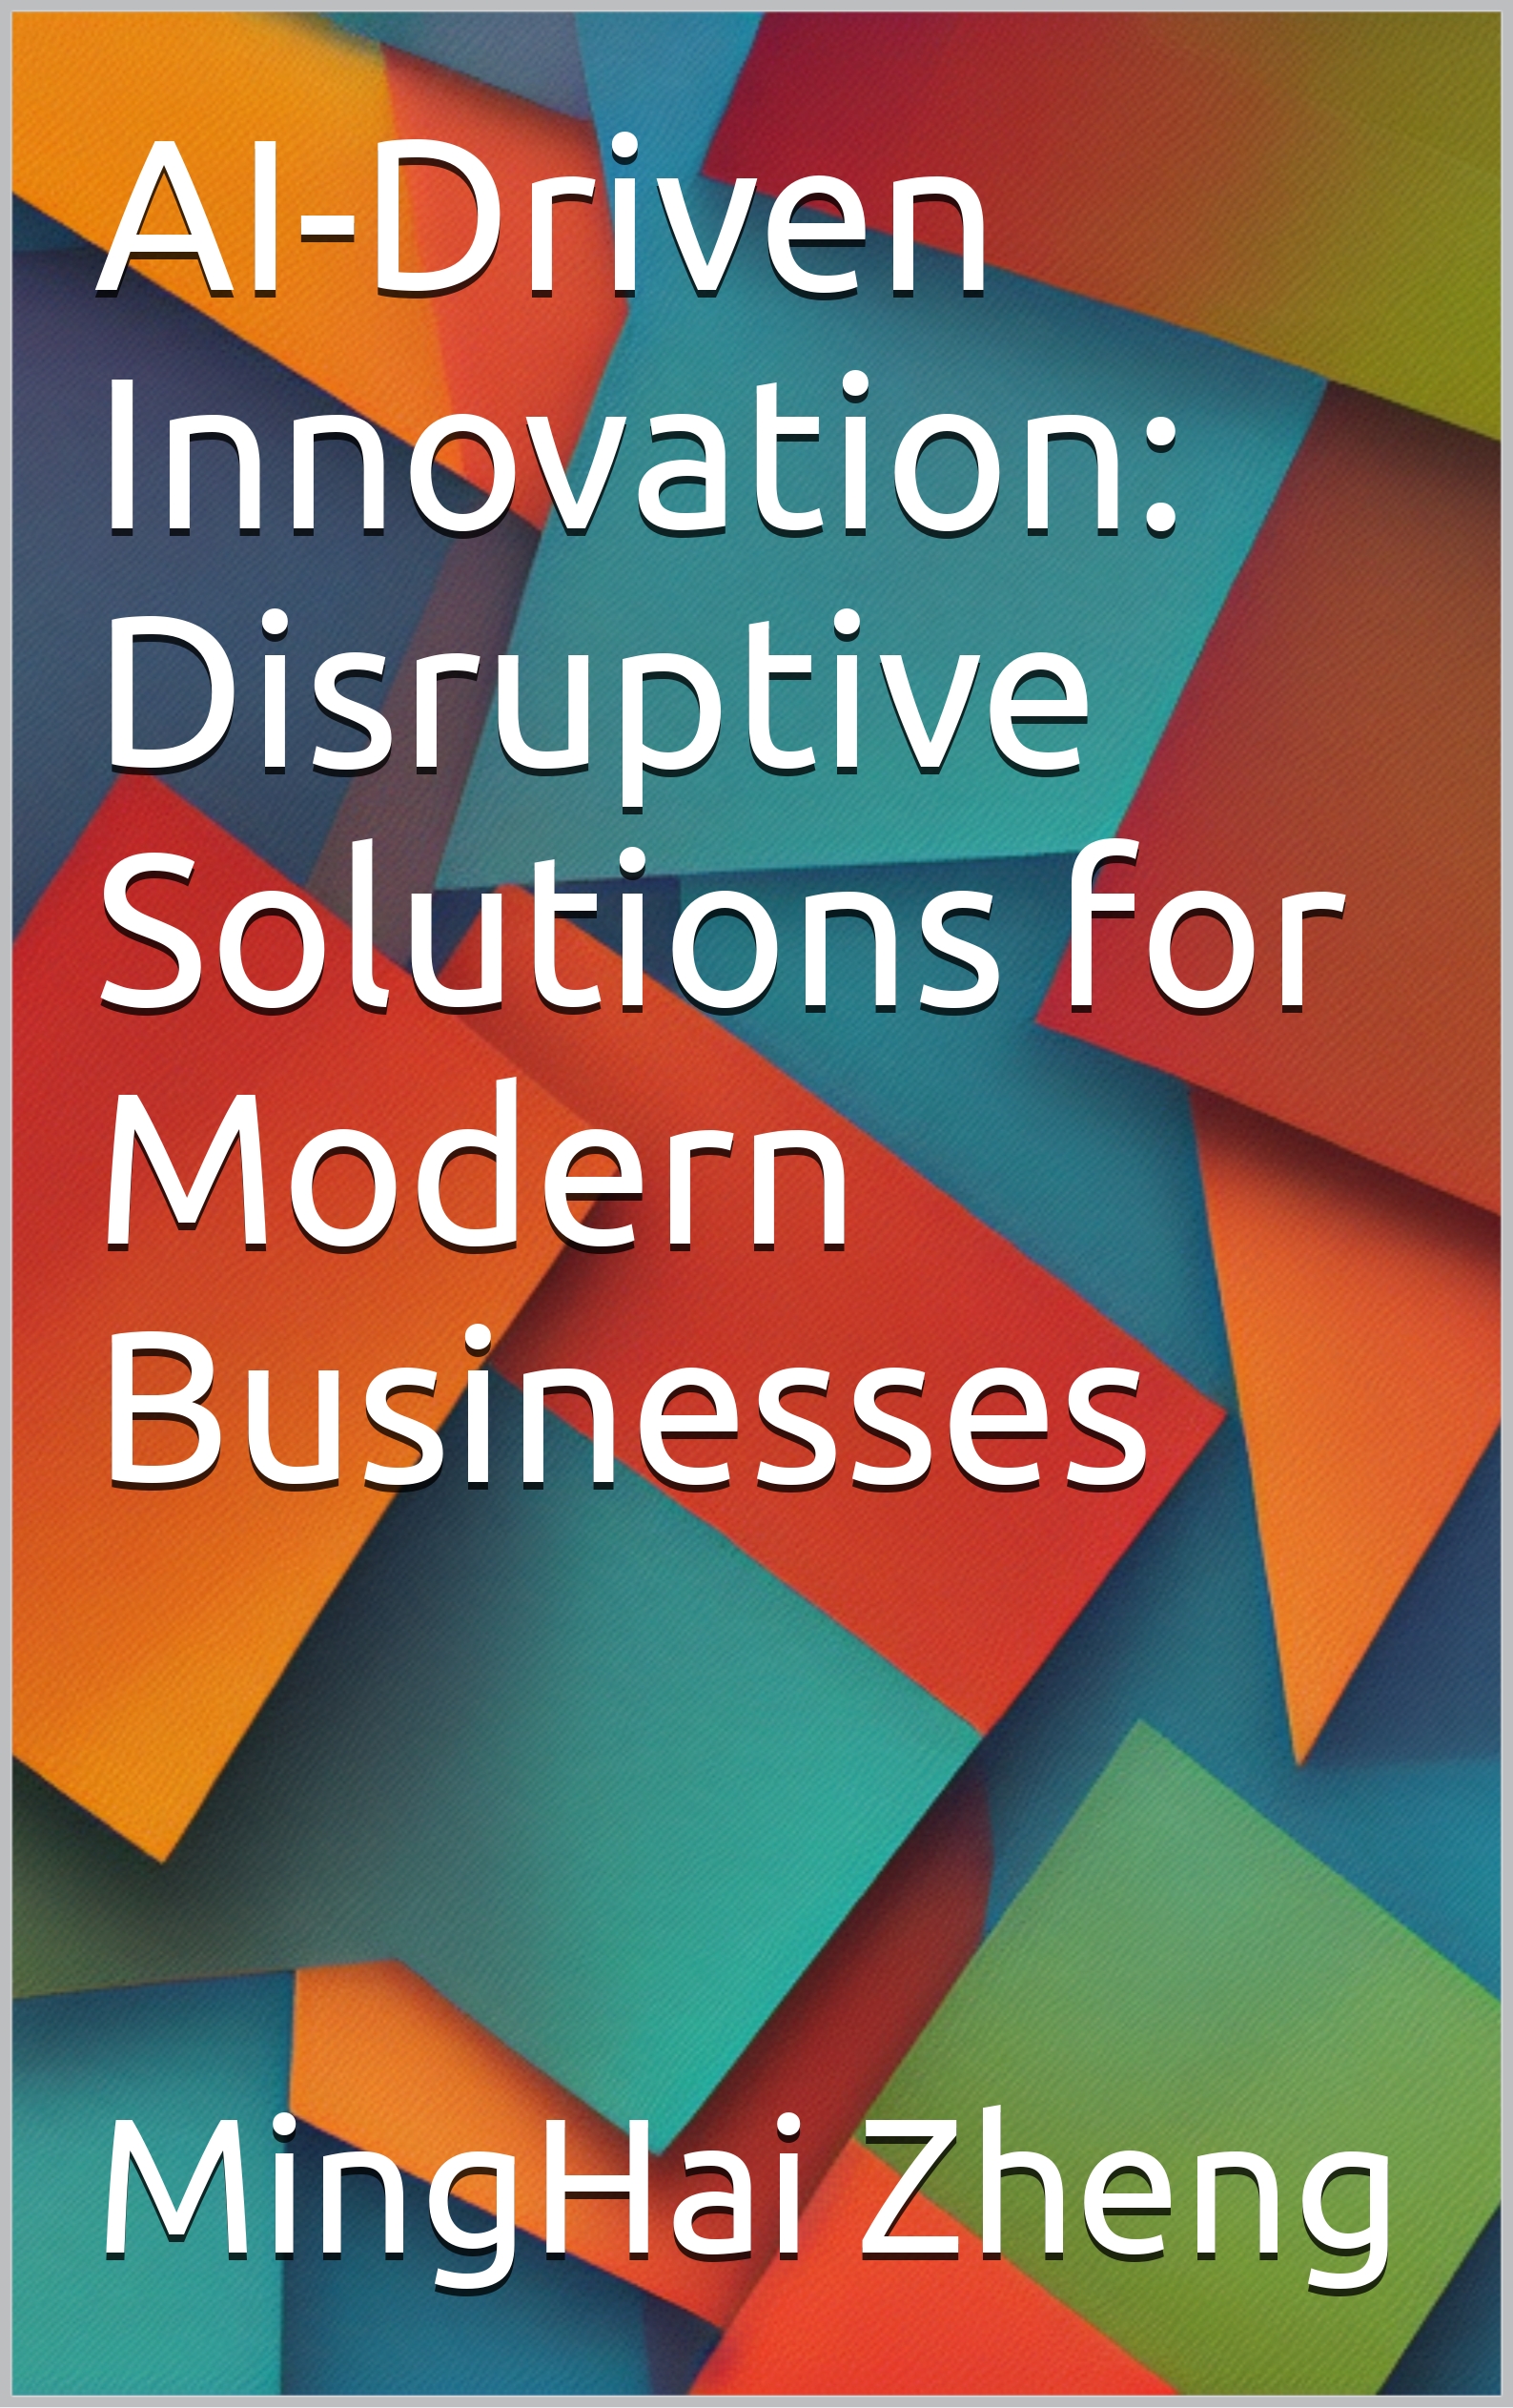 AI-Driven
Innovation:
Disruptive
Solutions for
Modern
Businesses
MingHai Zheng